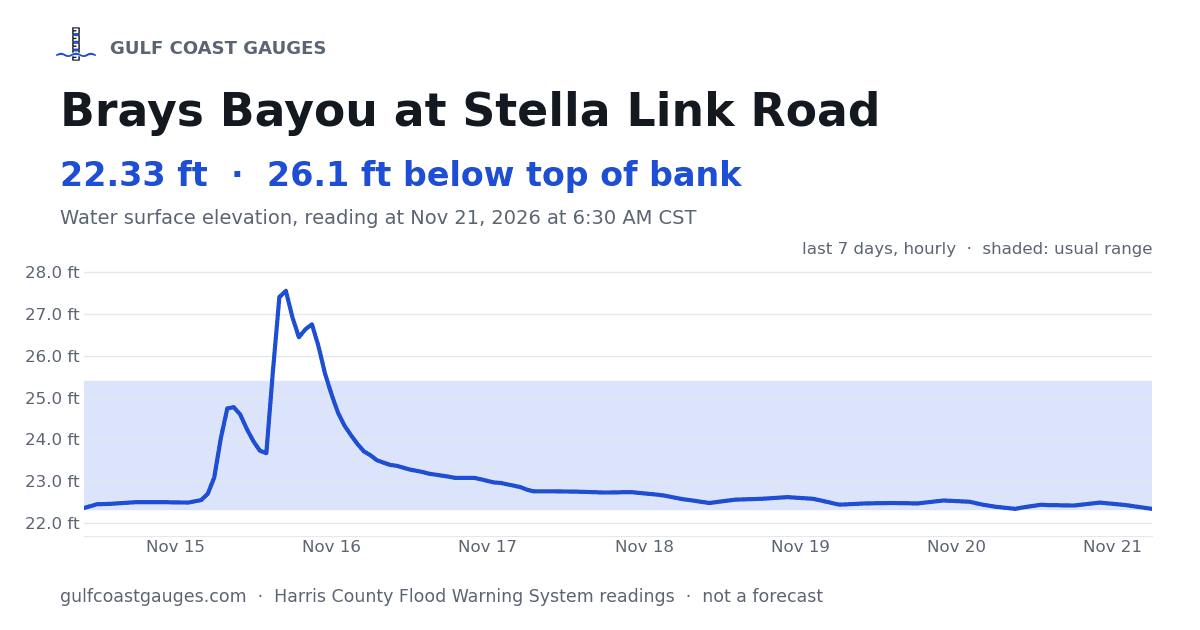 GULF COAST GAUGES
Brays Bayou at Stella Link Road
22.33 ft · 26.1 ft below top of bank
Water surface elevation, reading at Nov 21, 2026 at 6:30 AM CST
last 7 days, hourly · shaded: usual range
28.0 ft
27.0 ft
26.0 ft
25.0 ft
24.0 ft
23.0 ft
22.0 ft
Nov 15 Nov 16 Nov 17 Nov 18 Nov 19 Nov 20 Nov 21
gulfcoastgauges.com · Harris County Flood Warning System readings · not a forecast